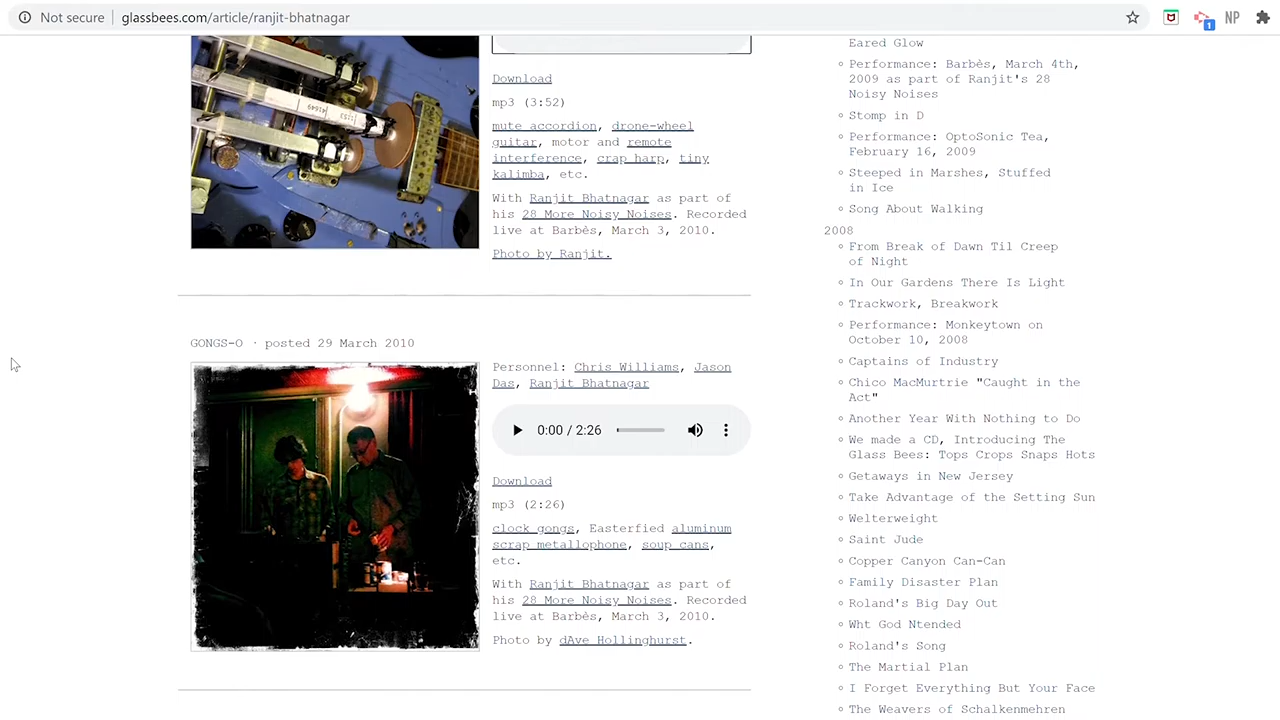 Not secure glassbees.com/article/ranjit-bhatnagar
1
NP
Download
mp3 (3:52)
mute accordion, drone-wheel
guitar, motor and remote
interference, crap harp, tiny
kalimba, etc.
With Ranjit Bhatnagar as part of
his 28 More Noisy Noises. Recorded
live at Barbès, March 3, 2010.
Photo by Ranjit.
GONGS-O · posted 29 March 2010
Personnel: Chris Williams, Jason
Das, Ranjit Bhatnagar
0:00 / 2:26
Download
mp3 (2:26)
clock gongs, Easterfied aluminum
scrap metallophone, soup cans,
etc.
With Ranjit Bhatnagar as part of
his 28 More Noisy Noises. Recorded
live at Barbès, March 3, 2010.
Photo by dAve Hollinghurst.
Eared Glow
Performance: Barbès, March 4th,
2009 as part of Ranjit's 28
Noisy Noises
Stomp in D
Performance: OptoSonic Tea,
February 16, 2009
Steeped in Marshes, Stuffed
in Ice
Song About Walking
2008
From Break of Dawn Til Creep
of Night
In Our Gardens There Is Light
Trackwork, Breakwork
Performance: Monkeytown on
October 10, 2008
Captains of Industry
Chico MacMurtrie "Caught in the
Act"
Another Year With Nothing to Do
We made a CD, Introducing The
Glass Bees: Tops Crops Snaps Hots
Getaways in New Jersey
Take Advantage of the Setting Sun
Welterweight
Saint Jude
Copper Canyon Can-Can
Family Disaster Plan
Roland's Big Day Out
Wht God Ntended
Roland's Song
The Martial Plan
I Forget Everything But Your Face
The Weavers of Schalkenmehren